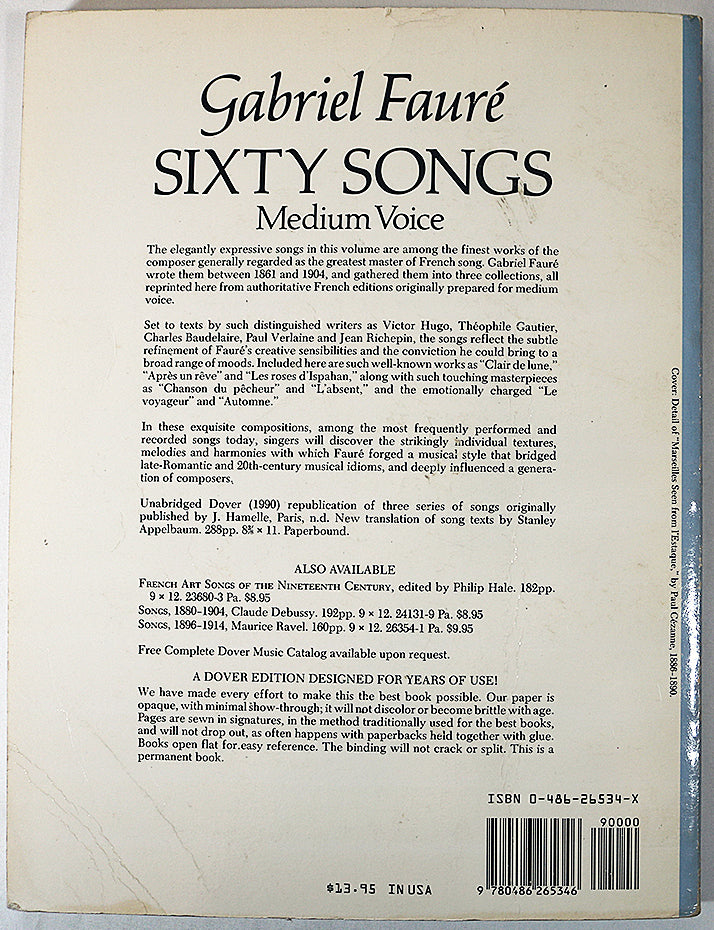 Gabriel Fauré
SIXTY SONGS
Medium Voice
The elegantly expressive songs in this volume are among the finest works of the
composer generally regarded as the greatest master of French song. Gabriel Fauré
wrote them between 1861 and 1904, and gathered them into three collections, all
reprinted here from authoritative French editions originally prepared for medium
voice.
Set to texts by such distinguished writers as Victor Hugo, Théophile Gautier,
Charles Baudelaire, Paul Verlaine and Jean Richepin, the songs reflect the subtle
refinement of Fauré's creative sensibilities and the conviction he could bring to a
broad range of moods. Included here are such well-known works as "Clair de lune,"
"Après un rêve" and "Les roses d'Ispahan," along with such touching masterpieces
as "Chanson du pêcheur" and "L'absent," and the emotionally charged "Le
voyageur" and "Automne."
In these exquisite compositions, among the most frequently performed and
recorded songs today, singers will discover the strikingly individual textures,
melodies and harmonies with which Fauré forged a musical style that bridged
late-Romantic and 20th-century musical idioms, and deeply influenced a genera-
tion of composers.
Unabridged Dover (1990) republication of three series of songs originally
published by J. Hamelle, Paris, n.d. New translation of song texts by Stanley
Appelbaum. 288pp. 8⅜ × 11. Paperbound.
ALSO AVAILABLE
FRENCH ART SONGS OF THE NINETEENTH CENTURY, edited by Philip Hale. 182pp.
9 × 12. 23680-3 Pa. $8.95
SONGS, 1880-1904, Claude Debussy. 192pp. 9 × 12. 24131-9 Pa. $8.95
SONGS, 1896-1914, Maurice Ravel. 160pp. 9 × 12. 26354-1 Pa. $9.95
Free Complete Dover Music Catalog available upon request.
A DOVER EDITION DESIGNED FOR YEARS OF USE!
We have made every effort to make this the best book possible. Our paper is
opaque, with minimal show-through; it will not discolor or become brittle with age.
Pages are sewn in signatures, in the method traditionally used for the best books,
and will not drop out, as often happens with paperbacks held together with glue.
Books open flat for easy reference. The binding will not crack or split. This is a
permanent book.
Cover: Detail of "Marseilles Seen from l'Estaque," by Paul Cézanne, 1886–1890.
ISBN 0-486-26534-X
90000
9 780486 265346
$13.95 IN USA